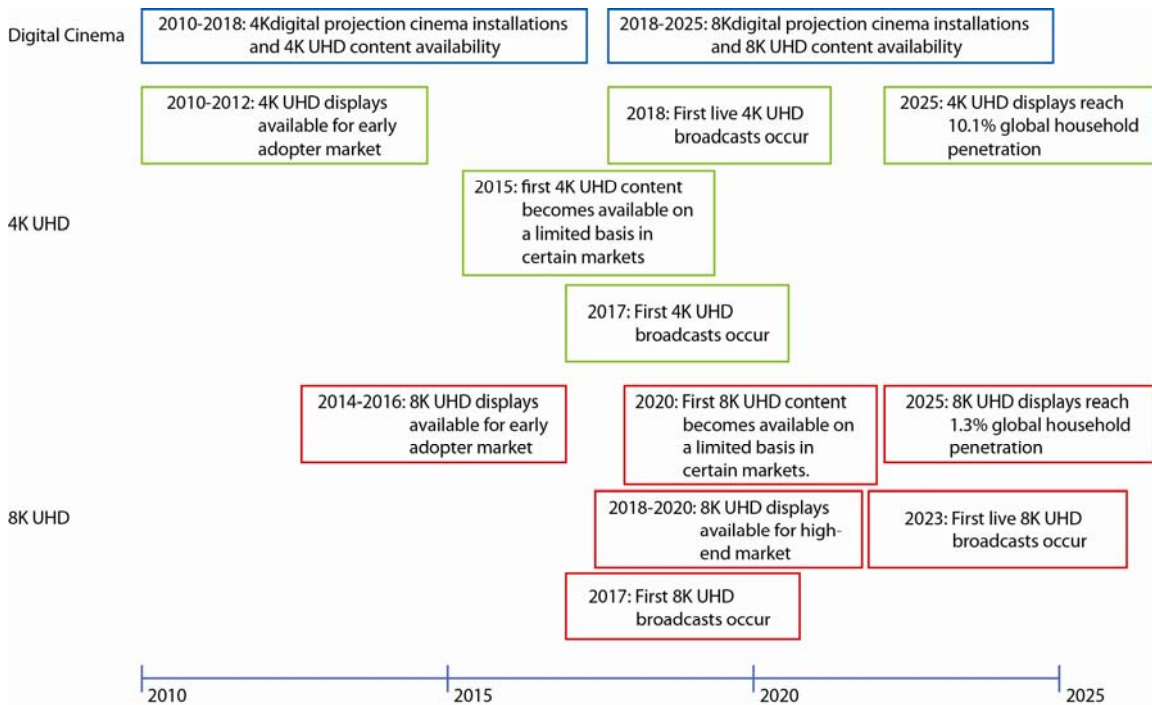 Digital Cinema
2010-2018: 4Kdigital projection cinema installations
and 4K UHD content availability
2018-2025: 8Kdigital projection cinema installations
and 8K UHD content availability
2010-2012: 4K UHD displays
available for early
adopter market
2018: First live 4K UHD
broadcasts occur
2025: 4K UHD displays reach
10.1% global household
penetration
4K UHD
2015: first 4K UHD content
becomes available on
a limited basis in
certain markets
2017: First 4K UHD
broadcasts occur
2014-2016: 8K UHD displays
available for early
adopter market
2020: First 8K UHD content
becomes available on
a limited basis in
certain markets.
2025: 8K UHD displays reach
1.3% global household
penetration
8K UHD
2018-2020: 8K UHD displays
available for high-
end market
2023: First live 8K UHD
broadcasts occur
2017: First 8K UHD
broadcasts occur
2010
2015
2020
2025